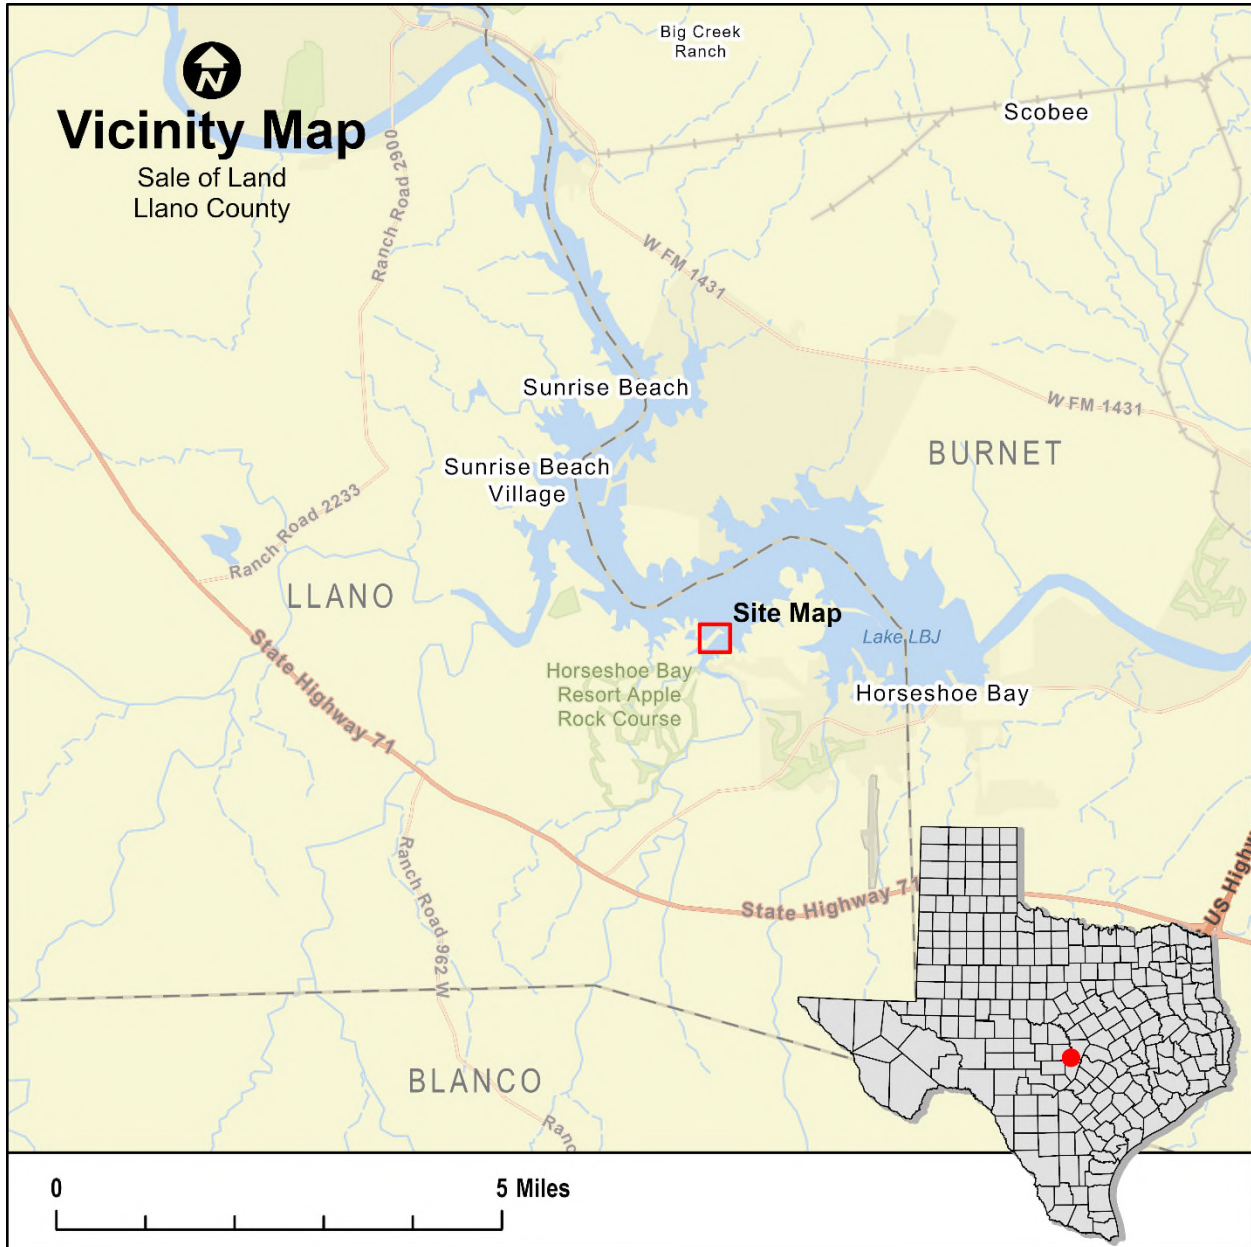 Big Creek
Ranch
N
Vicinity Map
Sale of Land
Llano County
Scobee
Ranch Road 2900
W FM 1431
Sunrise Beach
W FM 1431
BURNET
Sunrise Beach
Village
Ranch Road 2233
LLANO
Site Map
Lake LBJ
State Highway 71
Horseshoe Bay
Resort Apple
Rock Course
Horseshoe Bay
Ranch Road 962 W
State Highway 71
US Highw
BLANCO
Ranc
0
5 Miles